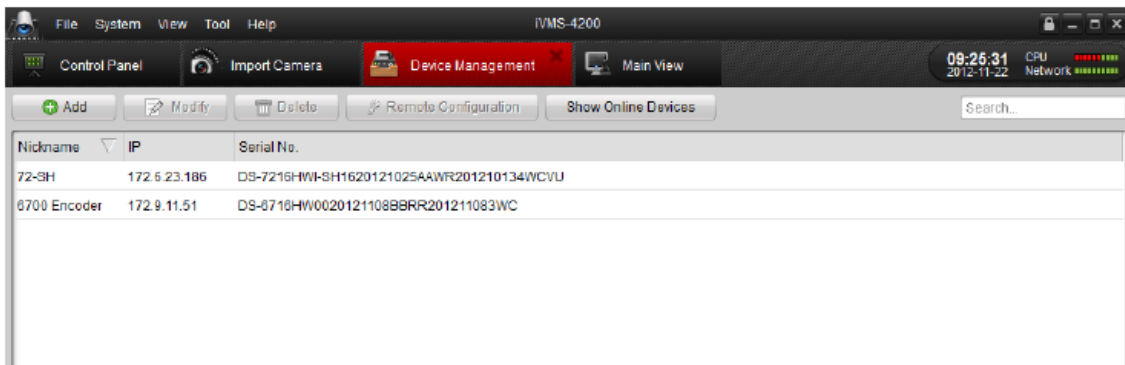 File System View Tool Help iVMS-4200
Control Panel Import Camera Device Management Main View 09:25:31 CPU
2012-11-22 Network
Add Modify Delete Remote Configuration Show Online Devices Search...
Nickname IP Serial No.
72-SH 172.6.23.186 DS-7216HWI-SH1620121025AAWR201210134WCVU
6700 Encoder 172.9.11.51 DS-6716HW0020121108BBRR201211083WC